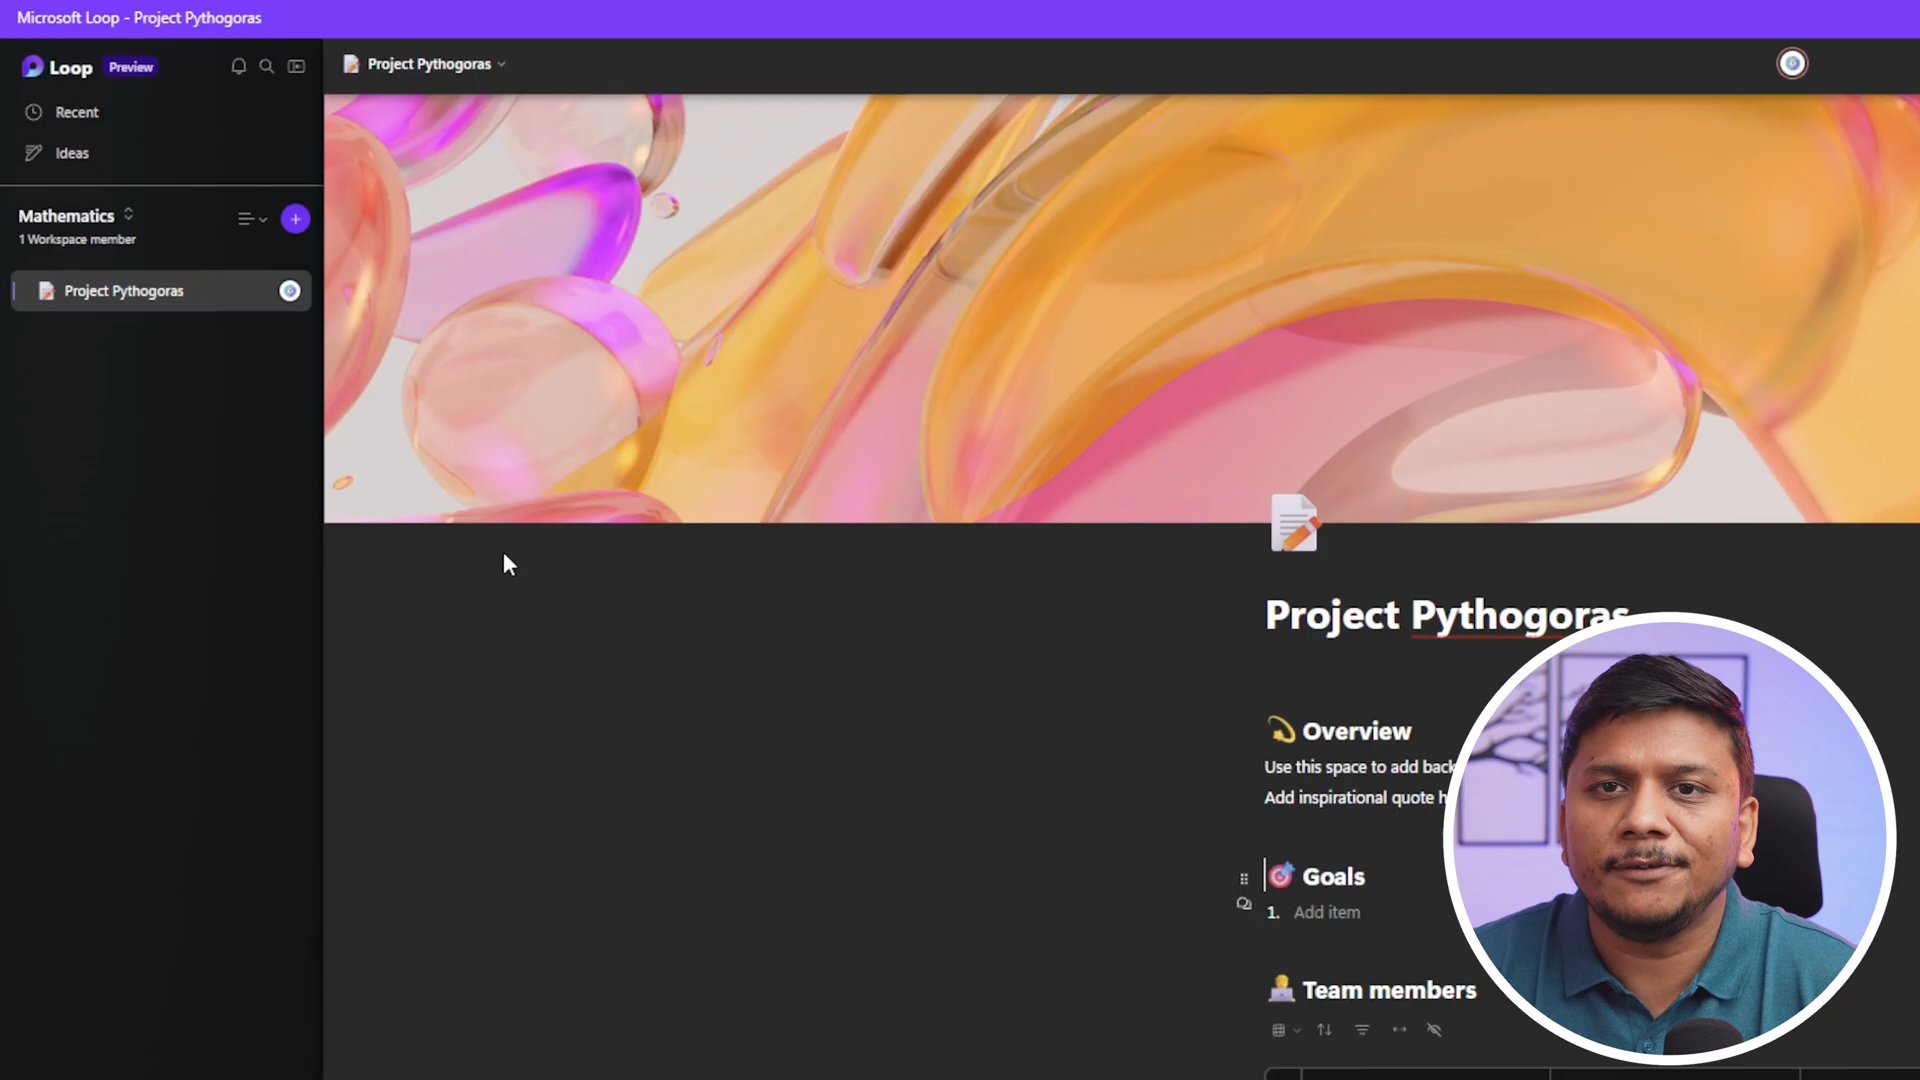 Microsoft Loop - Project Pythogoras
Loop Preview
Project Pythogoras
Recent
Ideas
Mathematics
1 Workspace member
Project Pythogoras
Project Pythogoras
Overview
Use this space to add back
Add inspirational quote h
Goals
1. Add item
Team members